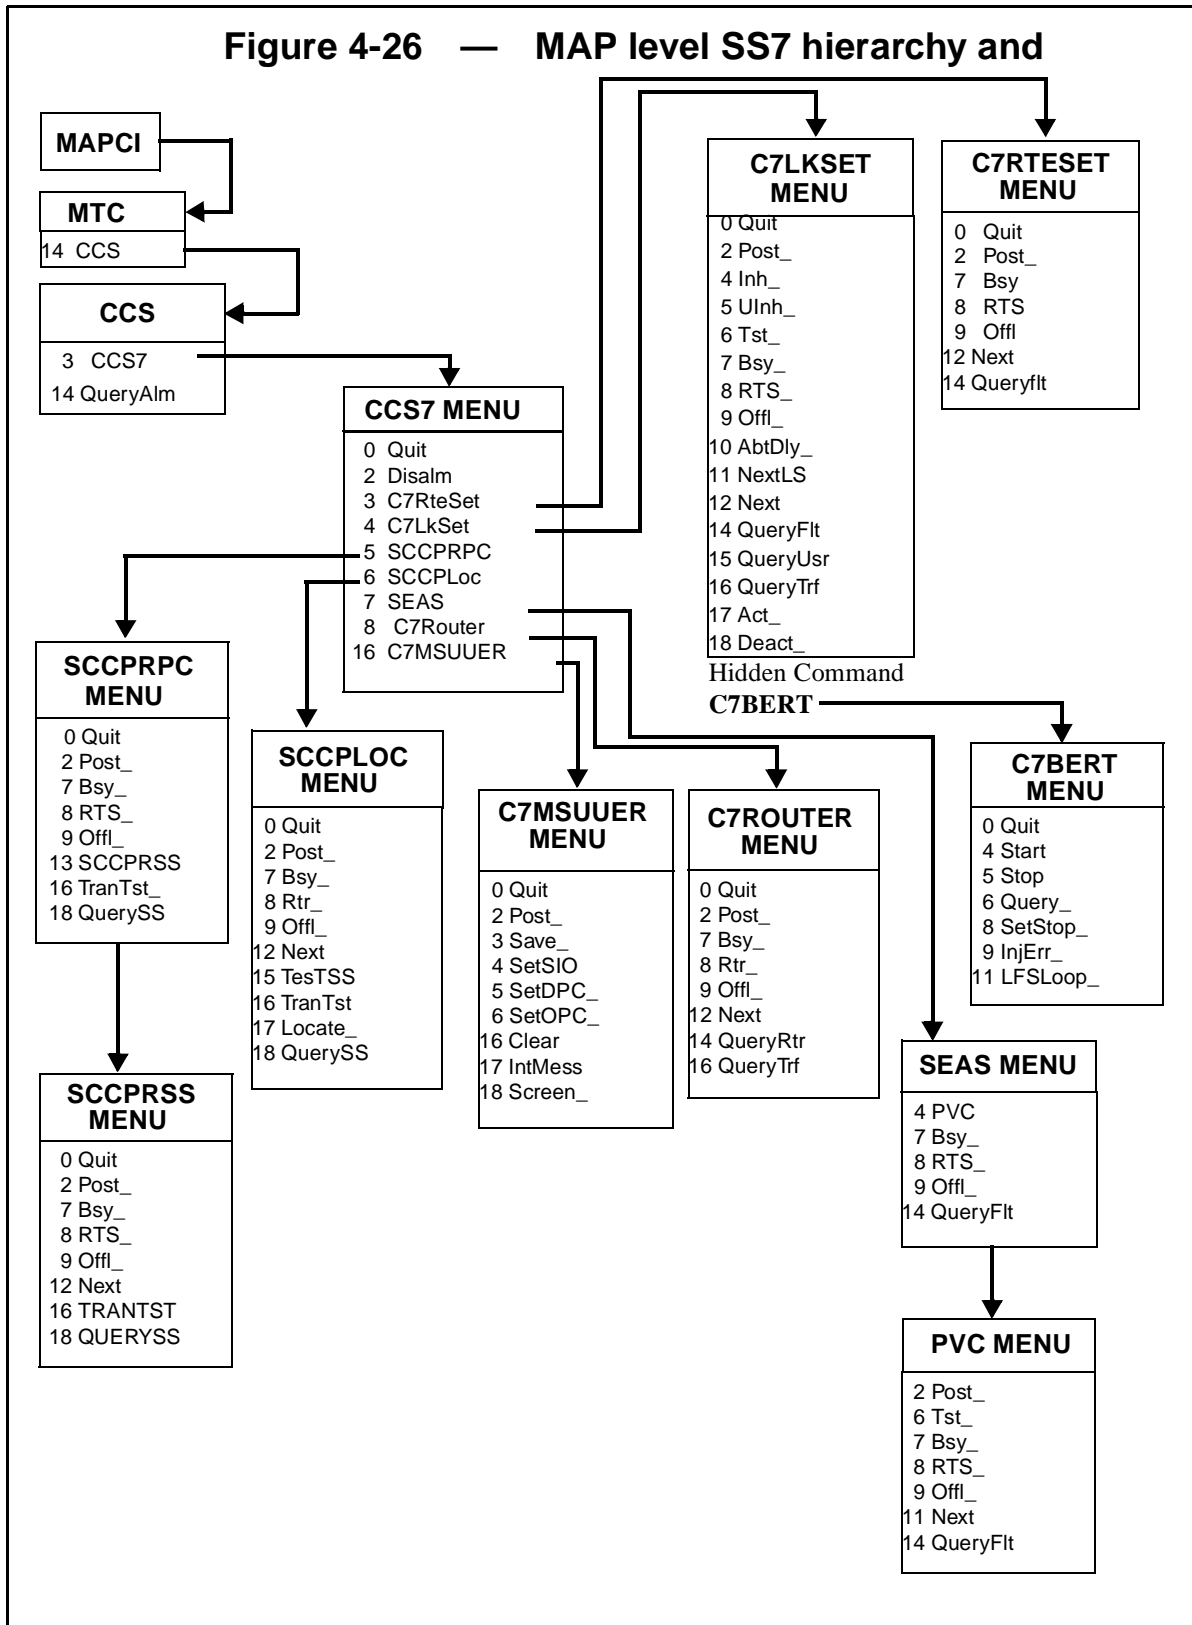 Figure 4-26 — MAP level SS7 hierarchy and
MAPCI
MTC
14 CCS
CCS
3 CCS7
14 QueryAlm
CCS7 MENU
0 Quit
2 Disalm
3 C7RteSet
4 C7LkSet
5 SCCPRPC
6 SCCPLoc
7 SEAS
8 C7Router
16 C7MSUUER
C7LKSET
MENU
0 Quit
2 Post_
4 Inh_
5 UInh_
6 Tst_
7 Bsy_
8 RTS_
9 Offl_
10 AbtDly_
11 NextLS
12 Next
14 QueryFlt
15 QueryUsr
16 QueryTrf
17 Act_
18 Deact_
Hidden Command
C7BERT
C7RTESET
MENU
0 Quit
2 Post_
7 Bsy
8 RTS
9 Offl
12 Next
14 Queryflt
SCCPRPC
MENU
0 Quit
2 Post_
7 Bsy_
8 RTS_
9 Offl_
13 SCCPRSS
16 TranTst_
18 QuerySS
SCCPLOC
MENU
0 Quit
2 Post_
7 Bsy_
8 Rtr_
9 Offl_
12 Next
15 TesTSS
16 TranTst
17 Locate_
18 QuerySS
C7MSUUER
MENU
0 Quit
2 Post_
3 Save_
4 SetSIO
5 SetDPC_
6 SetOPC_
16 Clear
17 IntMess
18 Screen_
C7ROUTER
MENU
0 Quit
2 Post_
7 Bsy_
8 Rtr_
9 Offl_
12 Next
14 QueryRtr
16 QueryTrf
C7BERT
MENU
0 Quit
4 Start
5 Stop
6 Query_
8 SetStop_
9 InjErr_
11 LFSLoop_
SCCPRSS
MENU
0 Quit
2 Post_
7 Bsy_
8 RTS_
9 Offl_
12 Next
16 TRANTST
18 QUERYSS
SEAS MENU
4 PVC
7 Bsy_
8 RTS_
9 Offl_
14 QueryFlt
PVC MENU
2 Post_
6 Tst_
7 Bsy_
8 RTS_
9 Offl_
11 Next
14 QueryFlt